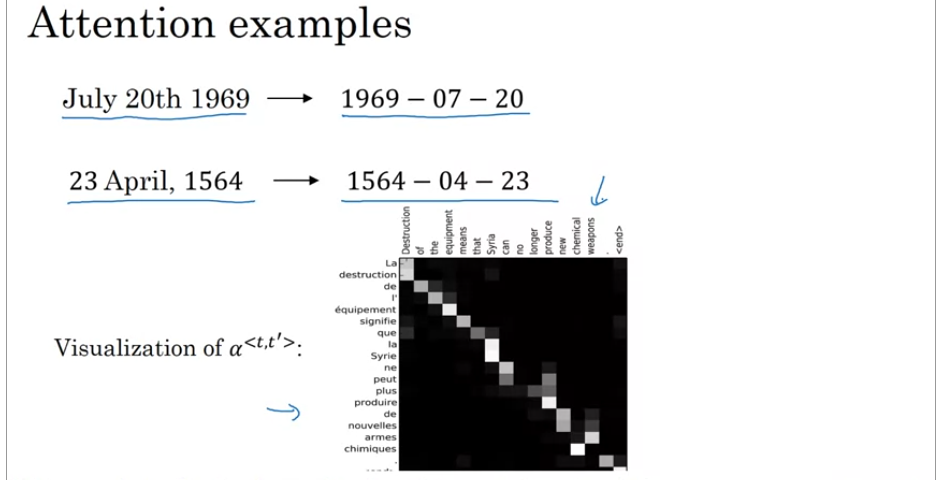 Attention examples
July 20th 1969 → 1969 − 07 − 20
23 April, 1564 → 1564 − 04 − 23
Destruction
of
the
equipment
means
that
Syria
can
no
longer
produce
new
chemical
weapons
.
<end>
La
destruction
de
l'
équipement
signifie
que
la
Syrie
ne
peut
plus
produire
de
nouvelles
armes
chimiques
.
Visualization of α<t,t′>: